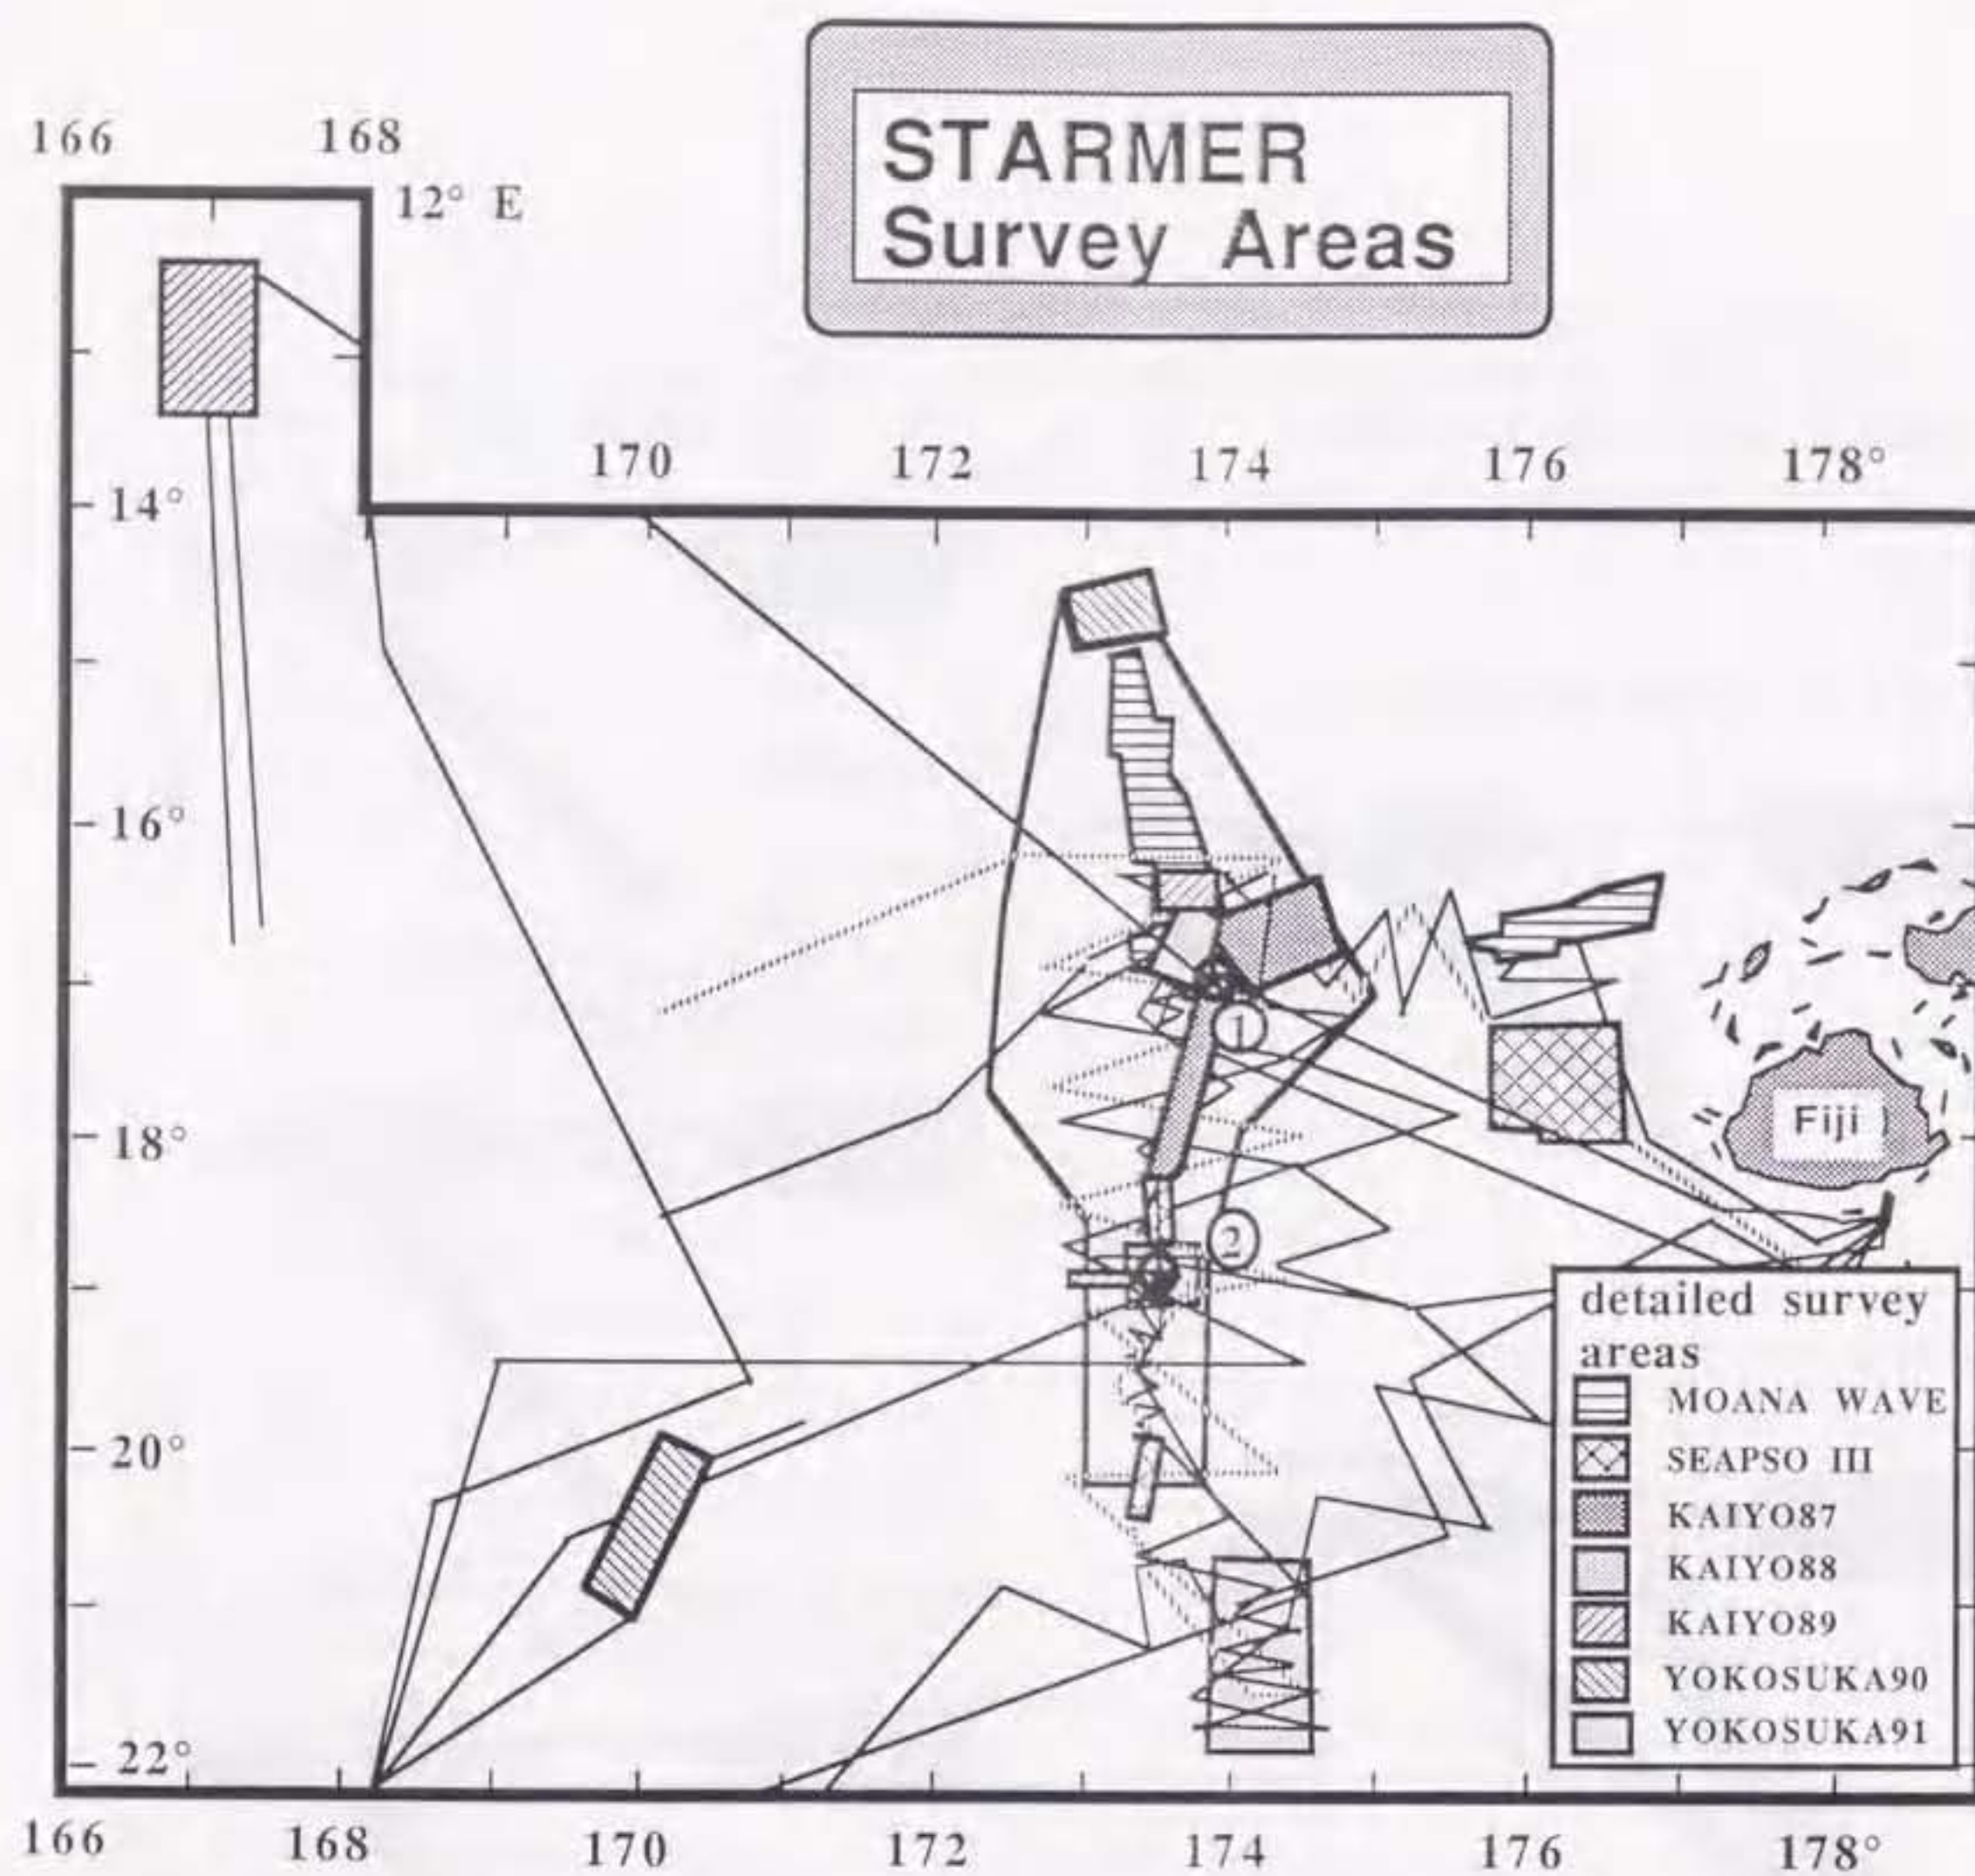 STARMER
Survey Areas
166 168
12° E
170 172 174 176 178°
14°
16°
1
18°
Fiji
2
detailed survey
areas
MOANA WAVE
SEAPSO III
KAIYO87
KAIYO88
KAIYO89
YOKOSUKA90
YOKOSUKA91
20°
22°
166 168 170 172 174 176 178°